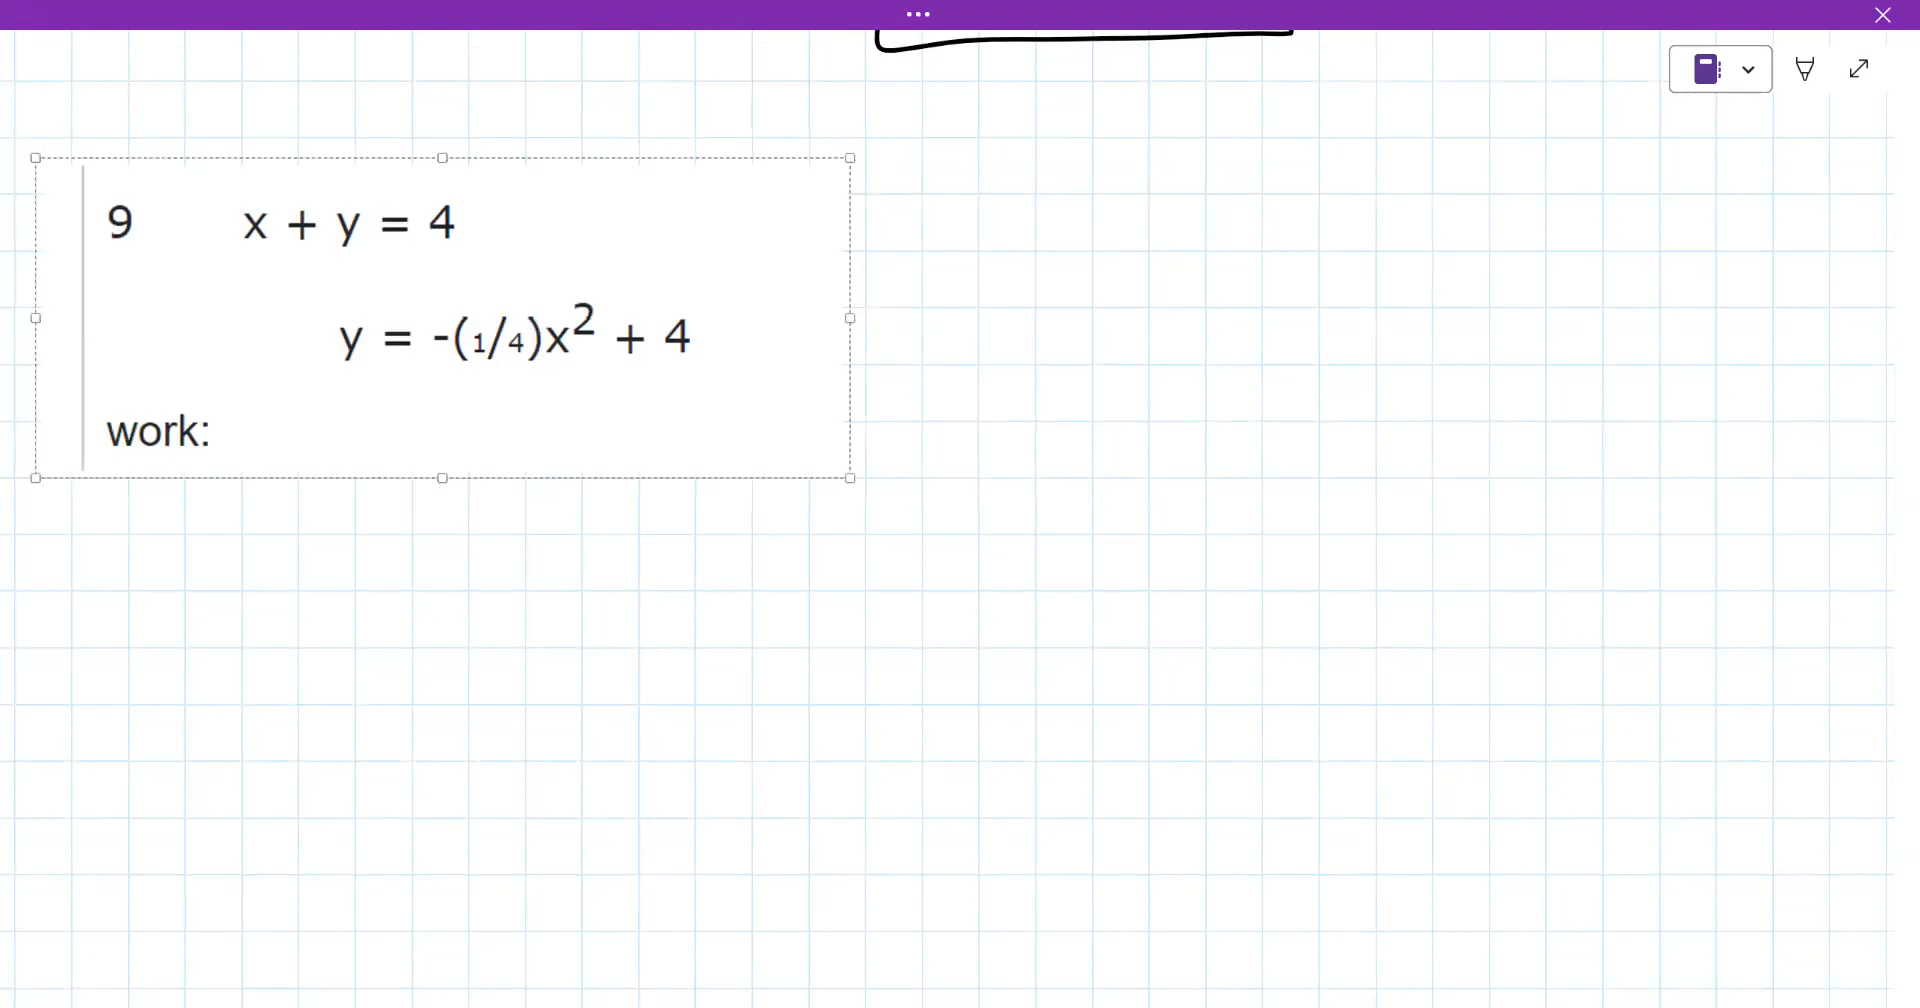 9 x + y = 4
y = -(1/4)x² + 4
work: